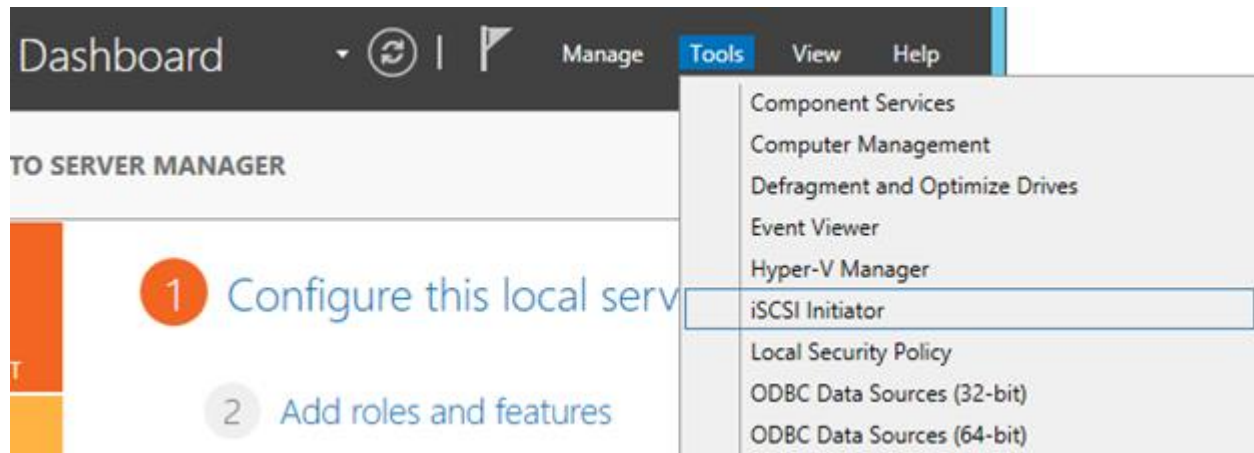 Dashboard
Manage
Tools
View
Help
TO SERVER MANAGER
1
Configure this local serv
2
Add roles and features
T
Component Services
Computer Management
Defragment and Optimize Drives
Event Viewer
Hyper-V Manager
iSCSI Initiator
Local Security Policy
ODBC Data Sources (32-bit)
ODBC Data Sources (64-bit)